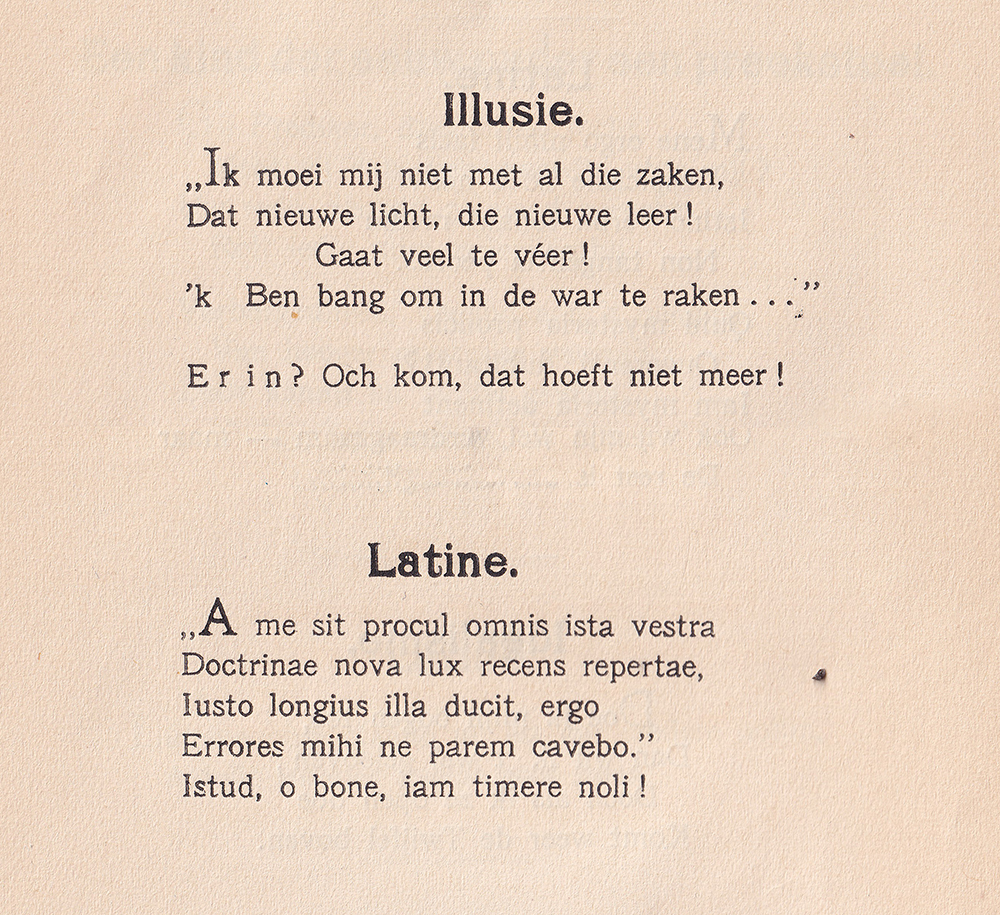 Illusie.
„Ik moei mij niet met al die zaken,
Dat nieuwe licht, die nieuwe leer!
Gaat veel te véer!
’k Ben bang om in de war te raken...”
Er in? Och kom, dat hoeft niet meer!
Latine.
„A me sit procul omnis ista vestra
Doctrinae nova lux recens repertae,
Iusto longius illa ducit, ergo
Errores mihi ne parem cavebo.”
Istud, o bone, iam timere noli!